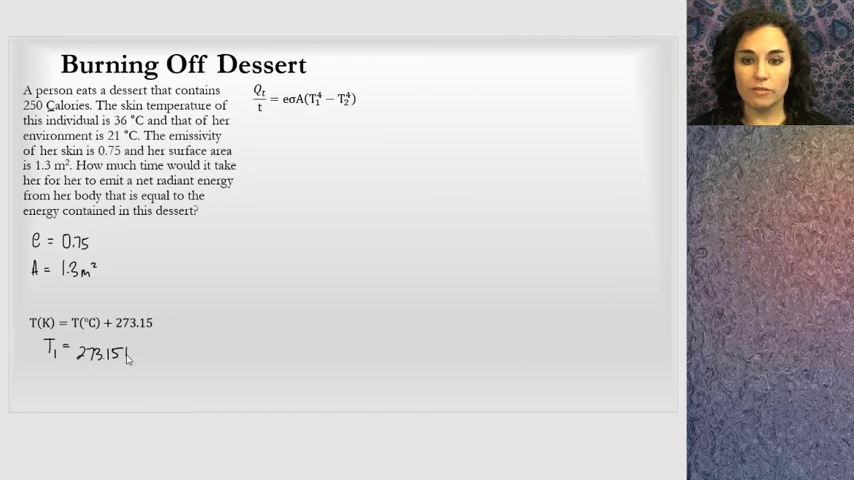 Burning Off Dessert
A person eats a dessert that contains
250 Calories. The skin temperature of
this individual is 36 °C and that of her
environment is 21 °C. The emissivity
of her skin is 0.75 and her surface area
is 1.3 m². How much time would it take
her for her to emit a net radiant energy
from her body that is equal to the
energy contained in this dessert?
Qt/t = eσA(T₁⁴ − T₂⁴)
e = 0.75
A = 1.3 m²
T(K) = T(°C) + 273.15
T₁ = 273.15